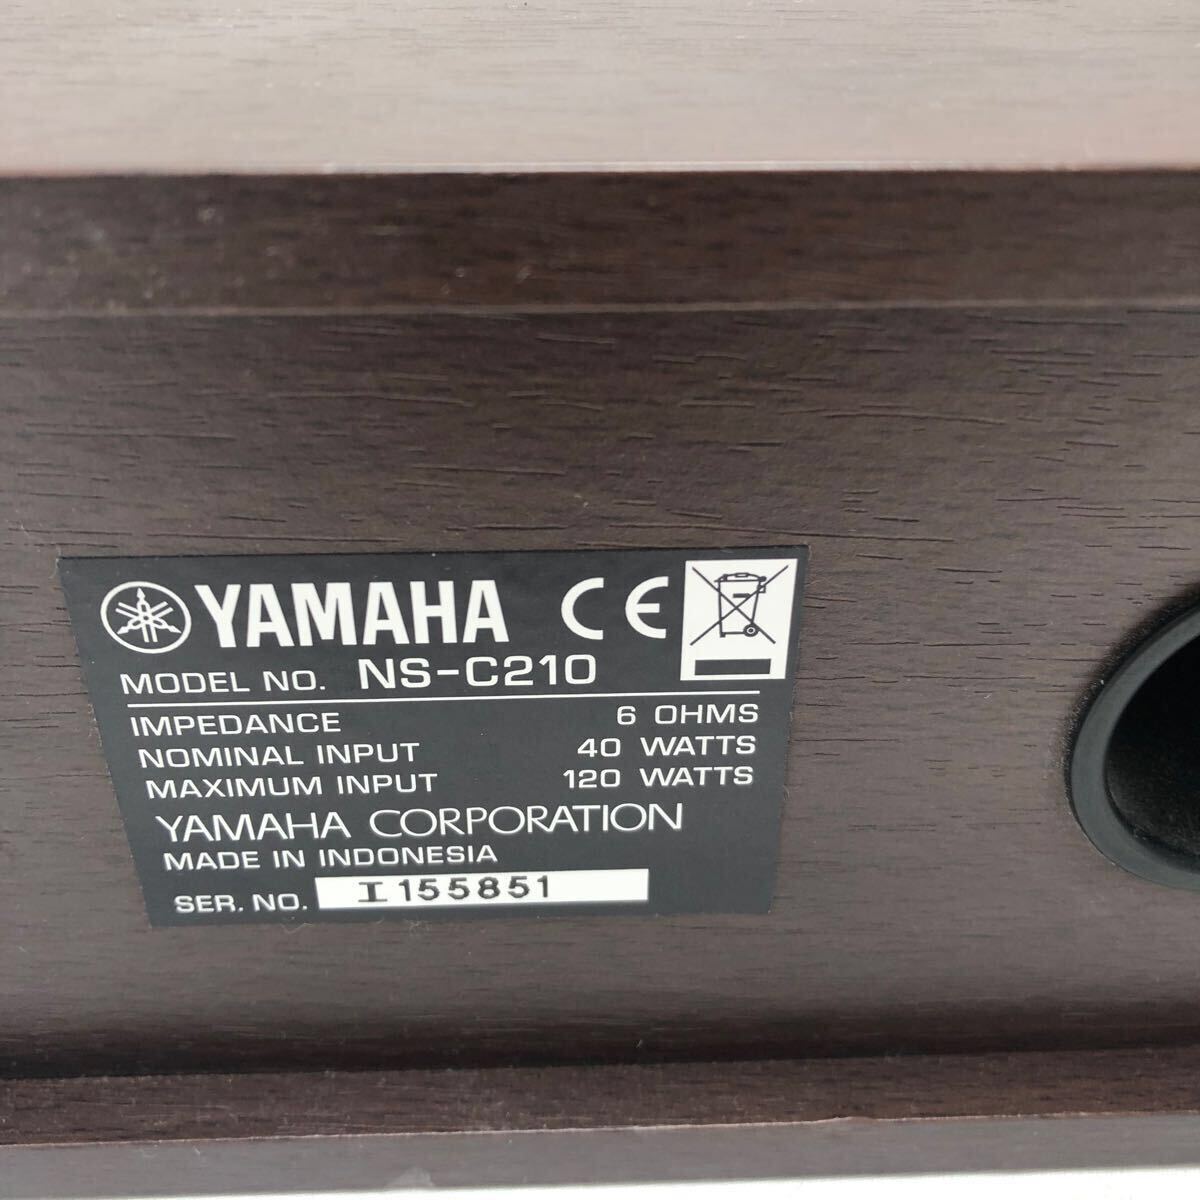 YAMAHA CE
MODEL NO. NS-C210
IMPEDANCE 6 OHMS
NOMINAL INPUT 40 WATTS
MAXIMUM INPUT 120 WATTS
YAMAHA CORPORATION
MADE IN INDONESIA
SER. NO. I155851